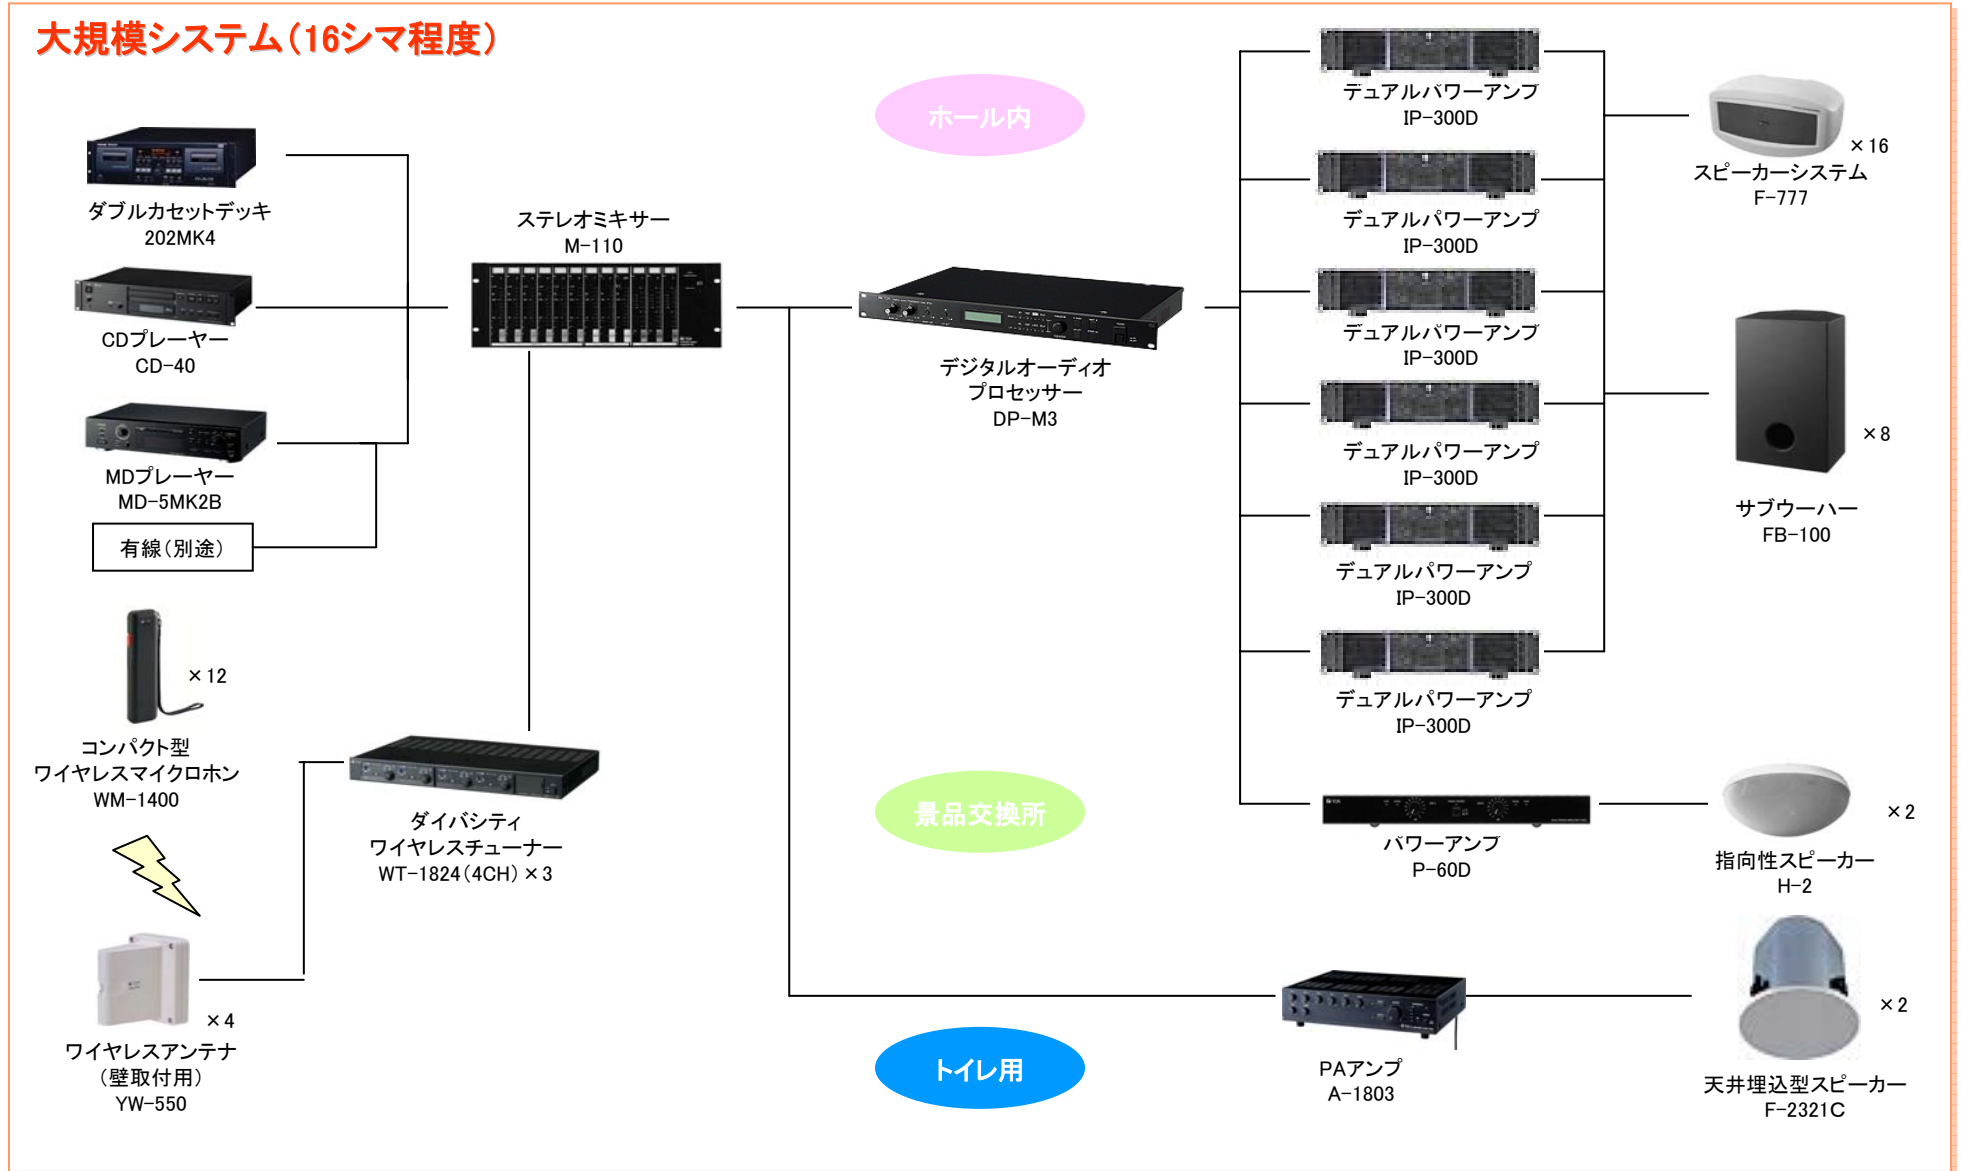 大規模システム（16シマ程度）
ダブルカセットデッキ
202MK4
CDプレーヤー
CD-40
MDプレーヤー
MD-5MK2B
有線（別途）
×12
コンパクト型
ワイヤレスマイクロホン
WM-1400
×4
ワイヤレスアンテナ
（壁取付用）
YW-550
ステレオミキサー
M-110
ダイバシティ
ワイヤレスチューナー
WT-1824（4CH）×3
ホール内
デジタルオーディオ
プロセッサー
DP-M3
景品交換所
トイレ用
デュアルパワーアンプ
IP-300D
デュアルパワーアンプ
IP-300D
デュアルパワーアンプ
IP-300D
デュアルパワーアンプ
IP-300D
デュアルパワーアンプ
IP-300D
デュアルパワーアンプ
IP-300D
パワーアンプ
P-60D
PAアンプ
A-1803
×16
スピーカーシステム
F-777
×8
サブウーハー
FB-100
×2
指向性スピーカー
H-2
×2
天井埋込型スピーカー
F-2321C